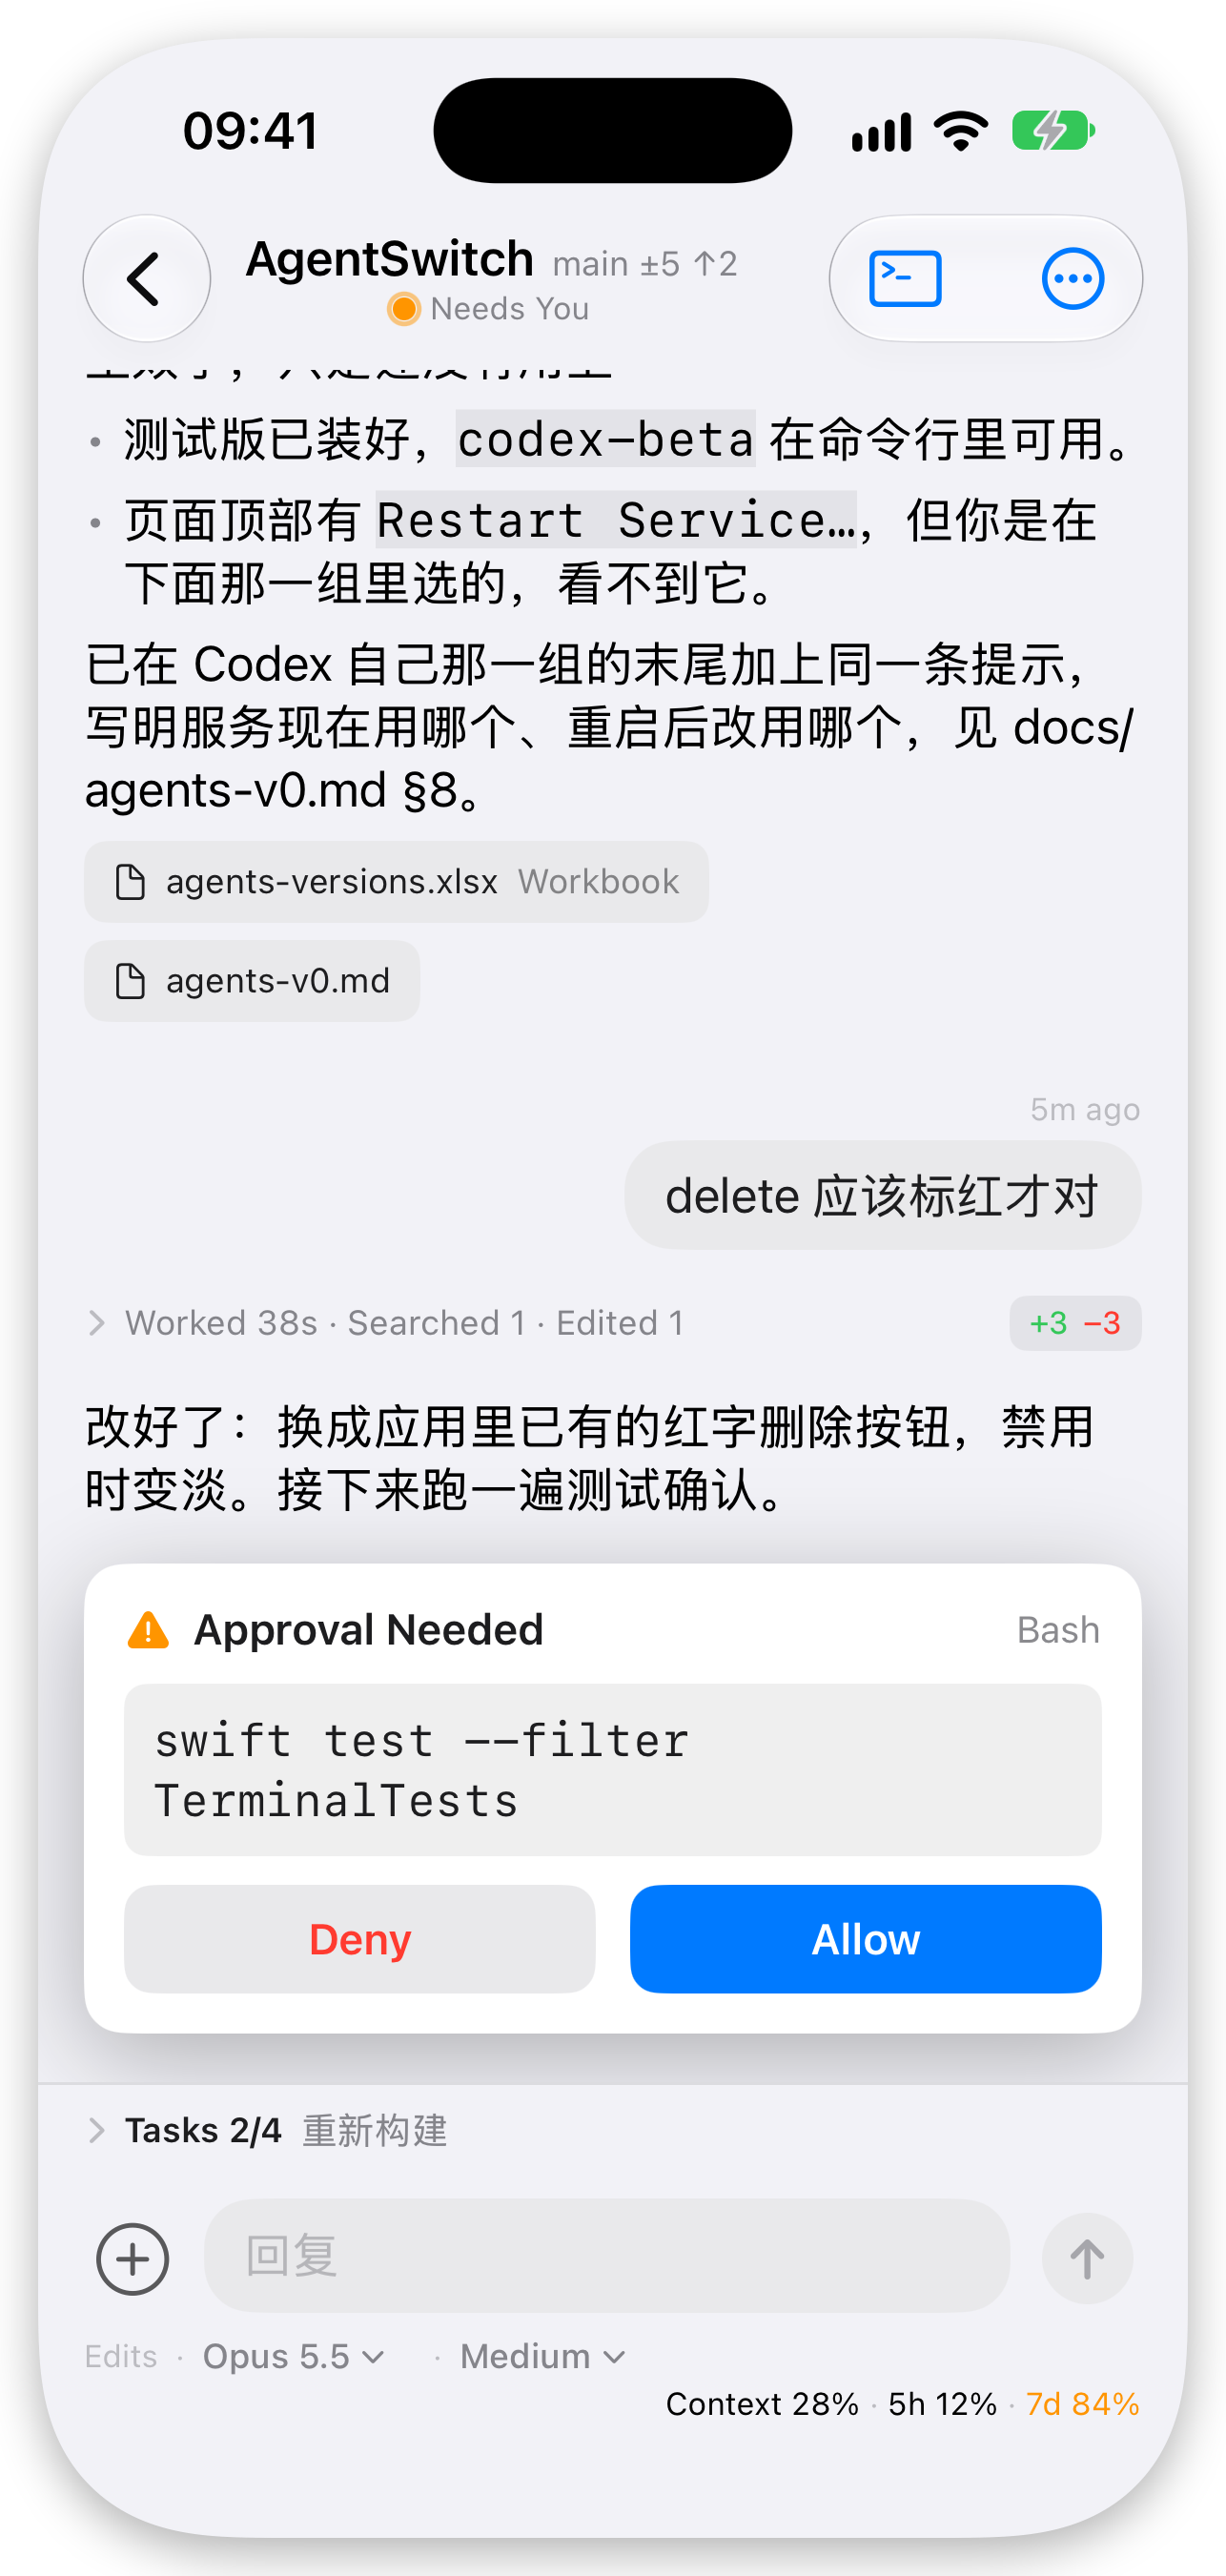 09:41
AgentSwitch main ±5 ↑2
Needs You
测试版已装好，codex-beta 在命令行里可用。
页面顶部有 Restart Service…，但你是在
下面那一组里选的，看不到它。
已在 Codex 自己那一组的末尾加上同一条提示，
写明服务现在用哪个、重启后改用哪个，见 docs/
agents-v0.md §8。
agents-versions.xlsx Workbook
agents-v0.md
5m ago
delete 应该标红才对
Worked 38s · Searched 1 · Edited 1 +3 −3
改好了：换成应用里已有的红字删除按钮，禁用
时变淡。接下来跑一遍测试确认。
Approval Needed Bash
swift test --filter
TerminalTests
Deny Allow
Tasks 2/4 重新构建
回复
Edits · Opus 5.5 · Medium
Context 28% · 5h 12% · 7d 84%